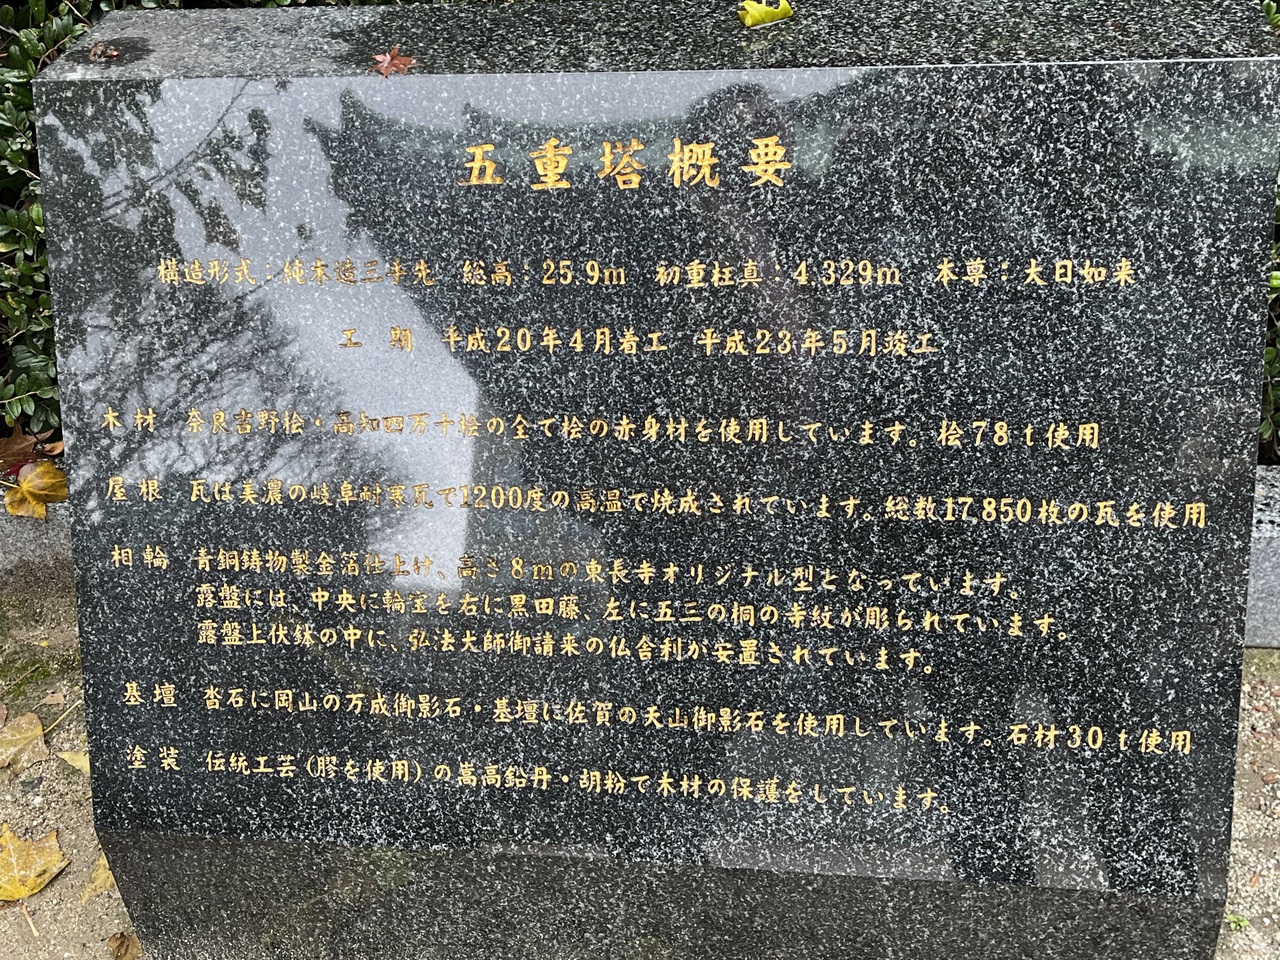 五重塔概要
構造形式：純木造三手先　総高：25.9m　初重柱真：4.329m　本尊：大日如来
工　期　平成20年4月着工　平成23年5月竣工
木材　奈良吉野桧・高知四万十桧の全て桧の赤身材を使用しています。桧78ｔ使用
屋根　瓦は美濃の岐阜耐寒瓦で1200度の高温で焼成されています。総数17,850枚の瓦を使用
相輪　青銅鋳物製金箔仕上げ、高さ8mの東長寺オリジナル型となっています。
露盤には、中央に輪宝を右に黒田藤、左に五三の桐の寺紋が彫られています。
露盤上伏鉢の中に、弘法大師御請来の仏舎利が安置されています。
基壇　沓石に岡山の万成御影石・基壇に佐賀の天山御影石を使用しています。石材30ｔ使用
塗装　伝統工芸(膠を使用)の嵩高鉛丹・胡粉で木材の保護をしています。